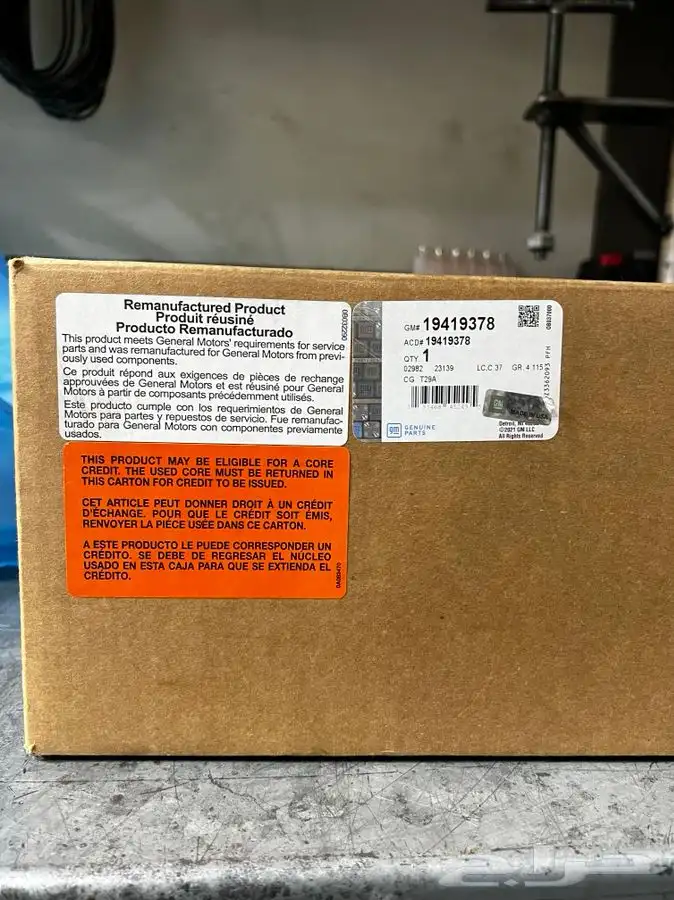 Remanufactured Product
Produit réusiné
Producto Remanufacturado
This product meets General Motors' requirements for service
parts and was remanufactured for General Motors from previ-
ously used components.
Ce produit répond aux exigences de pièces de rechange
approuvées de General Motors et est réusiné pour General
Motors à partir de composants précédemment utilisés.
Este producto cumple con los requerimientos de General
Motors para partes y repuestos de servicio. Fue remanufac-
turado para General Motors con componentes previamente
usados.
GM# 19419378
ACD# 19419378
QTY. 1
02982 23139 LC.C 37 GR. 4.115
CG T29A
gm GENUINE
PARTS
GM
MADE IN
©2021 GM LLC
All Rights Reserved
THIS PRODUCT MAY BE ELIGIBLE FOR A CORE
CREDIT. THE USED CORE MUST BE RETURNED IN
THIS CARTON FOR CREDIT TO BE ISSUED.
CET ARTICLE PEUT DONNER DROIT À UN CRÉDIT
D'ÉCHANGE. POUR QUE LE CRÉDIT SOIT ÉMIS,
RENVOYER LA PIÈCE USÉE DANS CE CARTON.
A ESTE PRODUCTO LE PUEDE CORRESPONDER UN
CRÉDITO. SE DEBE DE REGRESAR EL NÚCLEO
USADO EN ESTA CAJA PARA QUE SE EXTIENDA EL
CRÉDITO.
حراج